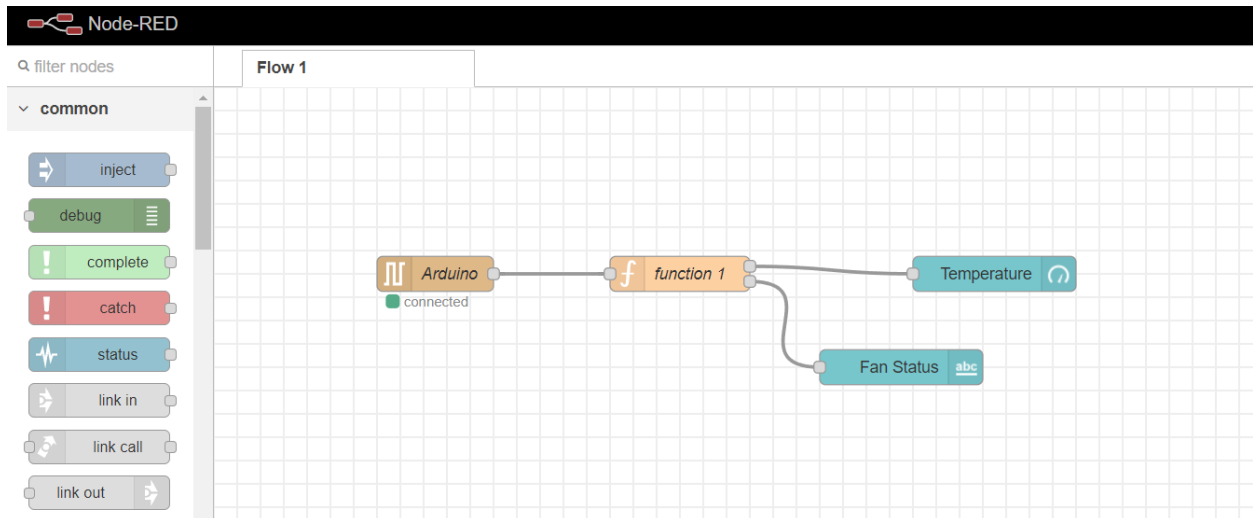 Node-RED
filter nodes
Flow 1
common
inject
debug
complete
catch
status
link in
link call
link out
Arduino
connected
function 1
Temperature
Fan Status
abc